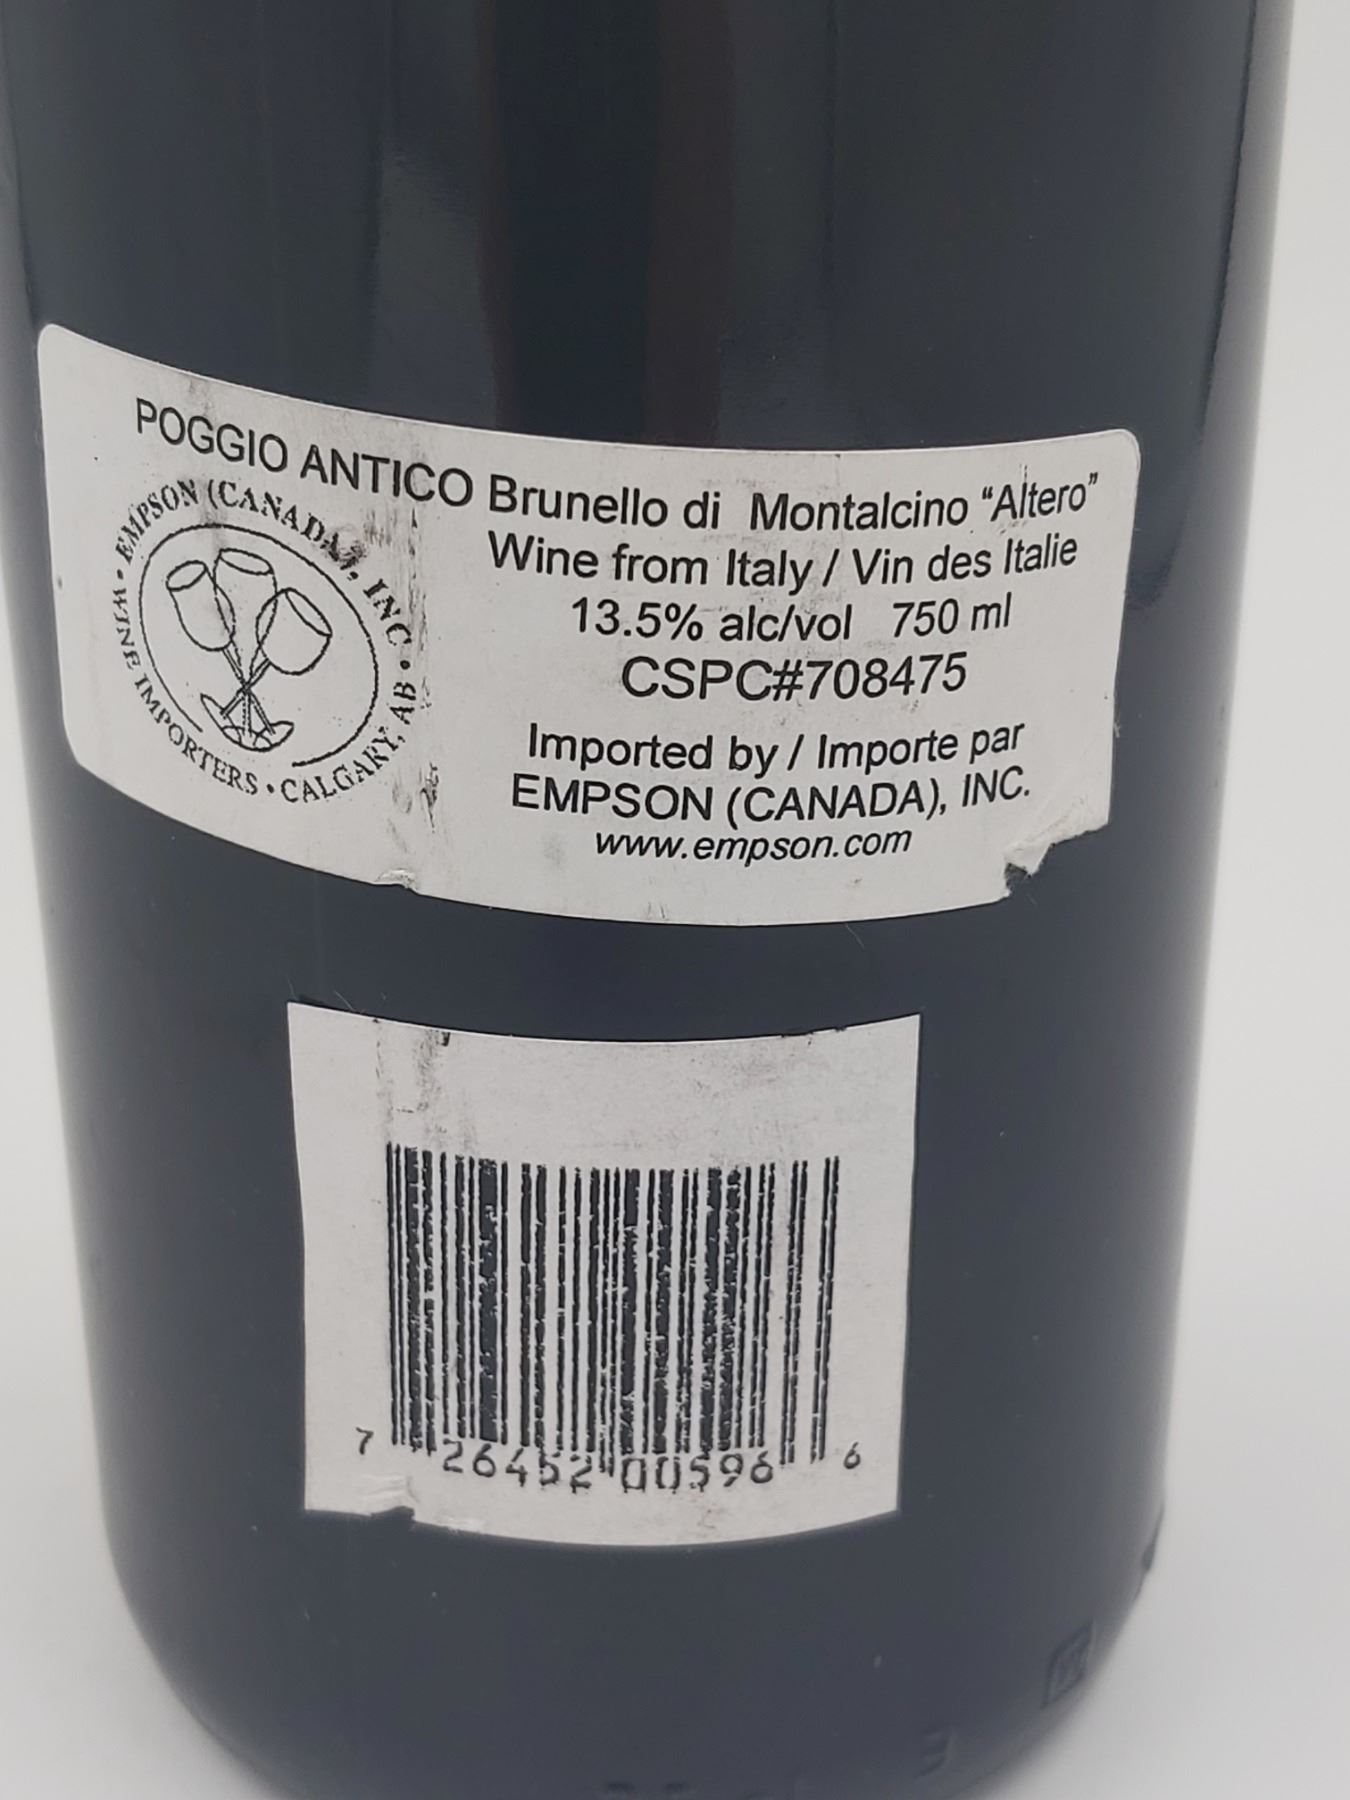 POGGIO ANTICO Brunello di Montalcino “Altero”
Wine from Italy / Vin des Italie
13.5% alc/vol 750 ml
CSPC#708475
Imported by / Importe par
EMPSON (CANADA), INC.
www.empson.com
EMPSON (CANADA), INC • WINE IMPORTERS • CALGARY, AB •
7 26452 00596 6